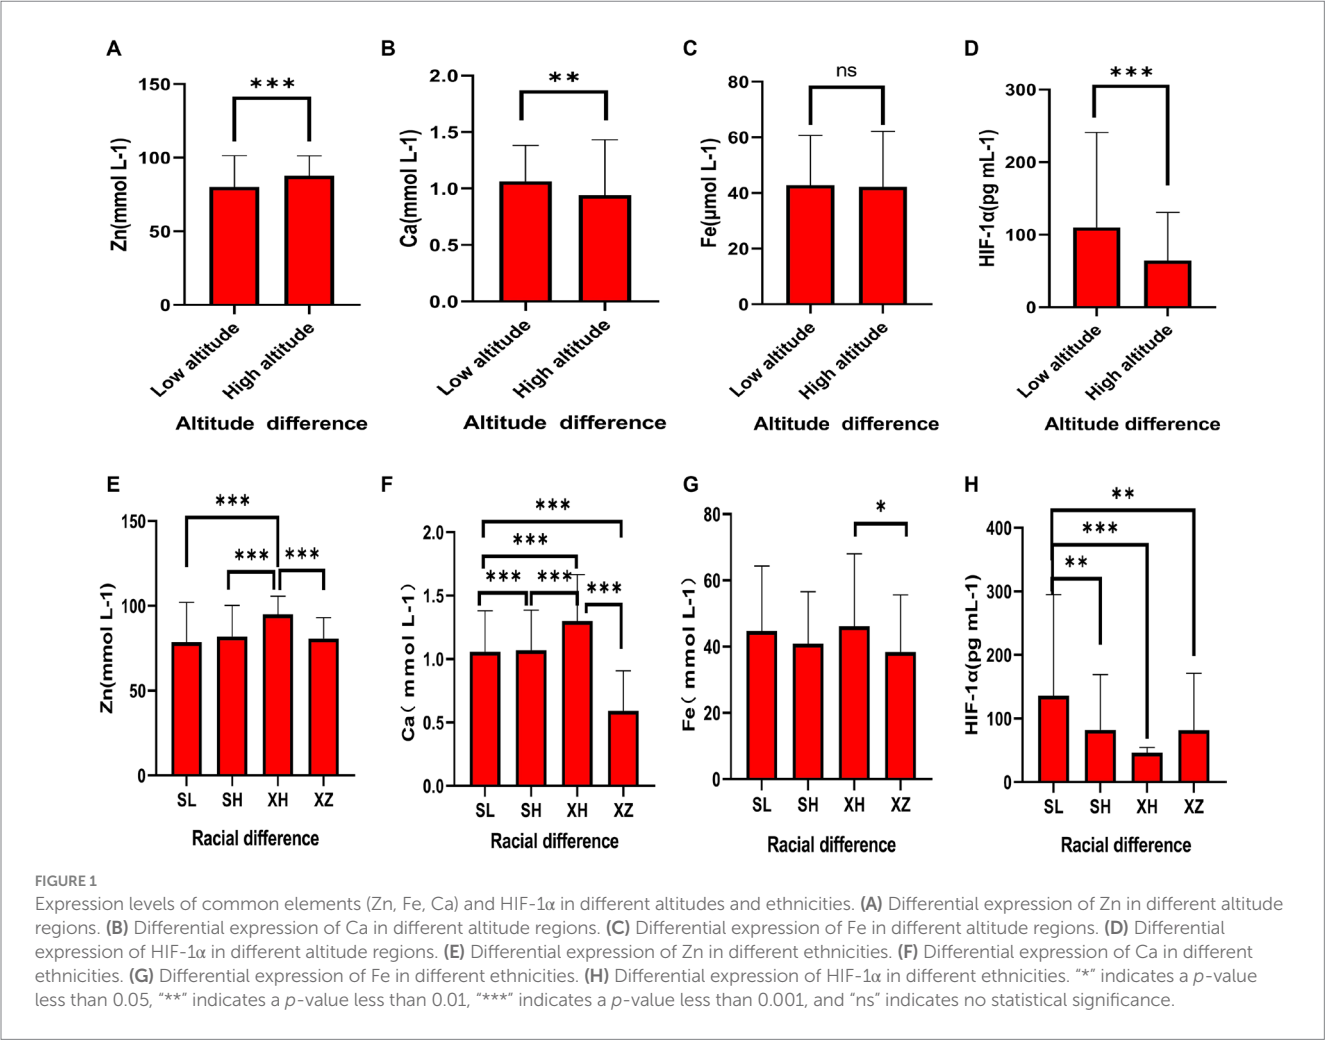 A
Zn(mmol L-1)
150
100
50
0
***
Low altitude
High altitude
Altitude difference
B
Ca(mmol L-1)
2.0
1.5
1.0
0.5
0.0
**
Low altitude
High altitude
Altitude difference
C
Fe(μmol L-1)
80
60
40
20
0
ns
Low altitude
High altitude
Altitude difference
D
HIF-1α(pg mL-1)
300
200
100
0
***
Low altitude
High altitude
Altitude difference
E
Zn(mmol L-1)
150
100
50
0
***
***
***
SL
SH
XH
XZ
Racial difference
F
Ca( mmol L-1)
2.0
1.5
1.0
0.5
0.0
***
***
***
***
***
SL
SH
XH
XZ
Racial difference
G
Fe( mmol L-1)
80
60
40
20
0
*
SL
SH
XH
XZ
Racial difference
H
HIF-1α(pg mL-1)
400
300
200
100
0
**
***
**
SL
SH
XH
XZ
Racial difference
FIGURE 1
Expression levels of common elements (Zn, Fe, Ca) and HIF-1α in different altitudes and ethnicities. (A) Differential expression of Zn in different altitude
regions. (B) Differential expression of Ca in different altitude regions. (C) Differential expression of Fe in different altitude regions. (D) Differential
expression of HIF-1α in different altitude regions. (E) Differential expression of Zn in different ethnicities. (F) Differential expression of Ca in different
ethnicities. (G) Differential expression of Fe in different ethnicities. (H) Differential expression of HIF-1α in different ethnicities. “*” indicates a p-value
less than 0.05, “**” indicates a p-value less than 0.01, “***” indicates a p-value less than 0.001, and “ns” indicates no statistical significance.